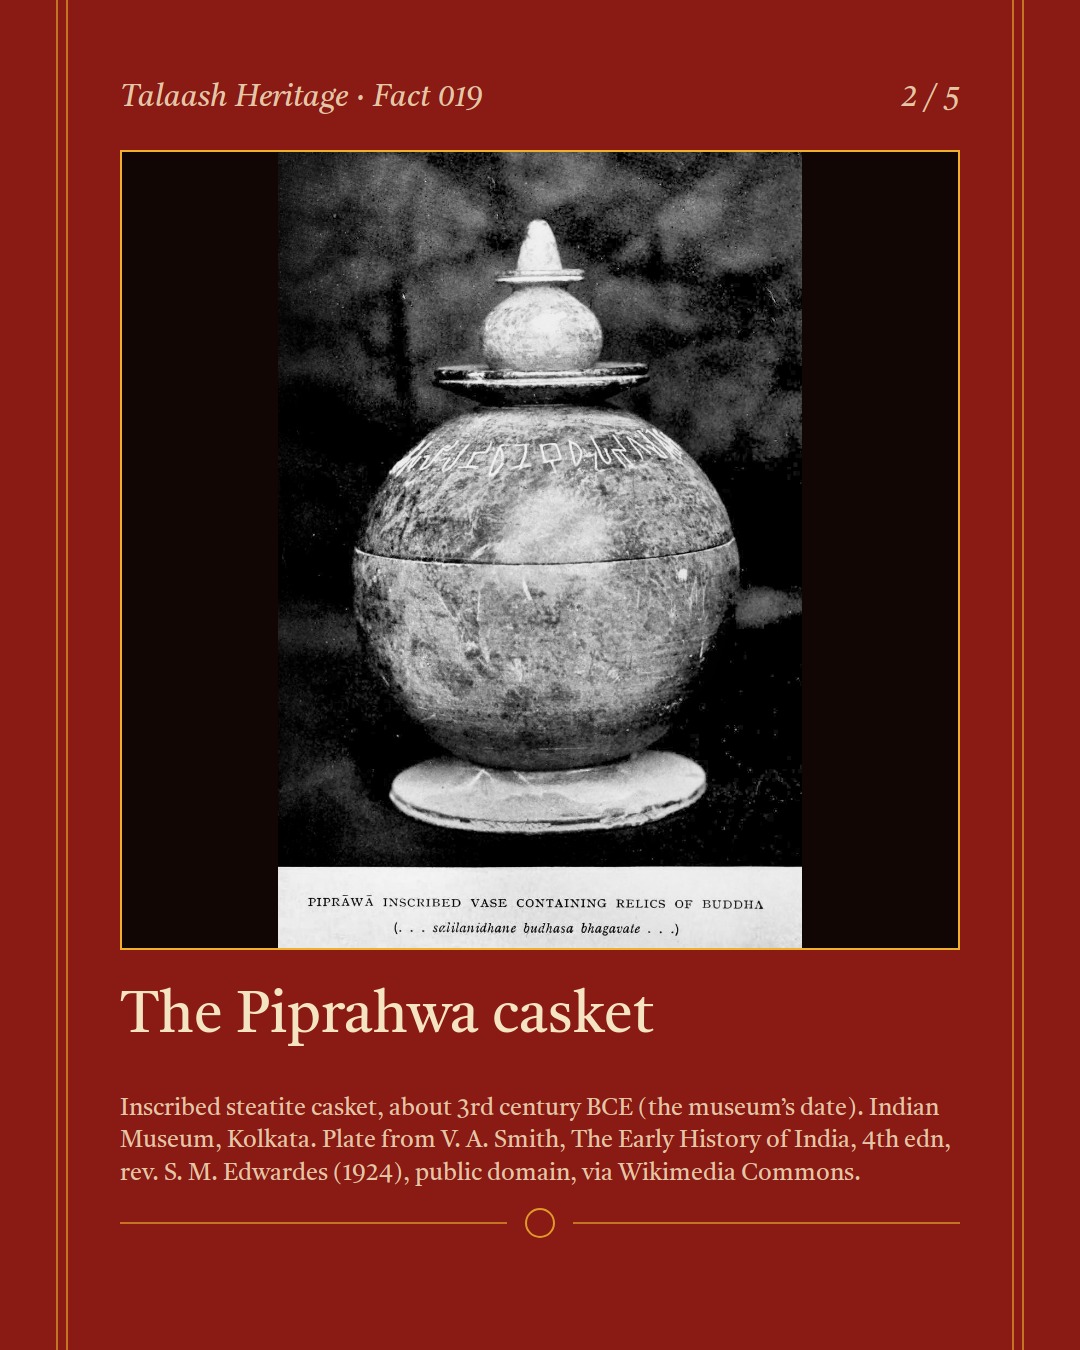 Talaash Heritage · Fact 019
2 / 5
PIPRĀWĀ INSCRIBED VASE CONTAINING RELICS OF BUDDHA
(. . . salilanidhane budhasa bhagavate . . .)
The Piprahwa casket
Inscribed steatite casket, about 3rd century BCE (the museum’s date). Indian
Museum, Kolkata. Plate from V. A. Smith, The Early History of India, 4th edn,
rev. S. M. Edwardes (1924), public domain, via Wikimedia Commons.